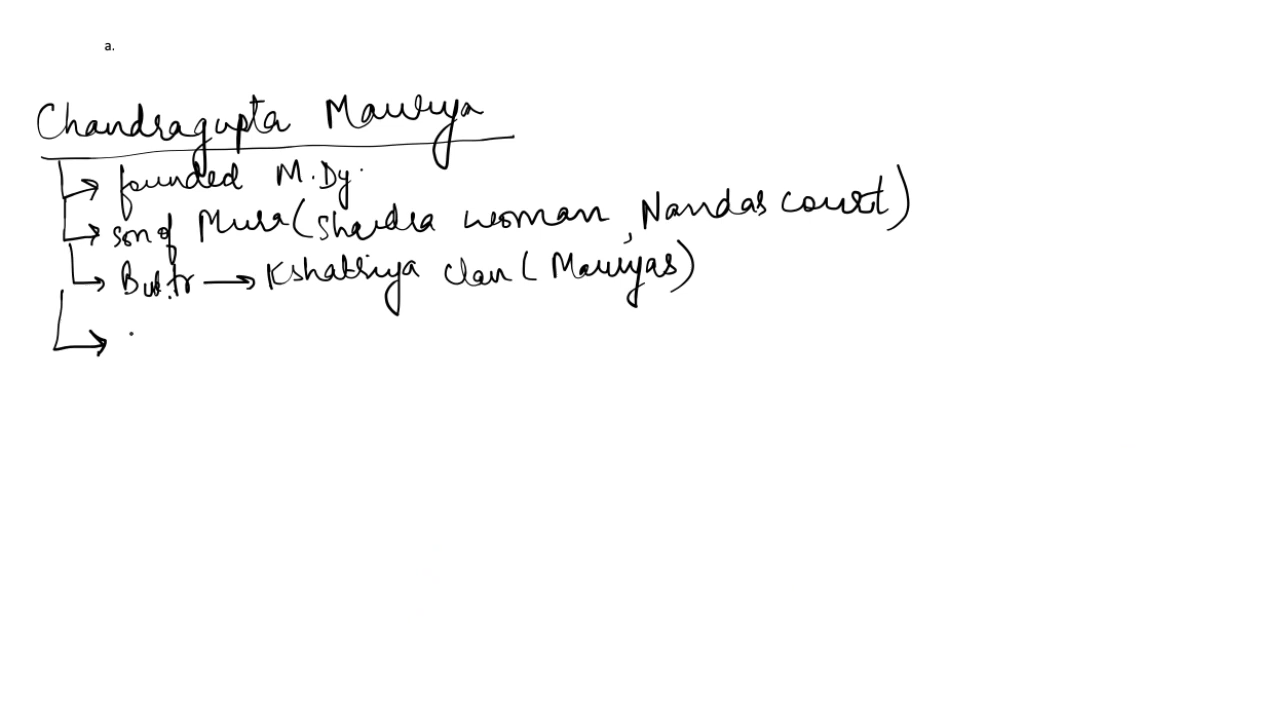 a.
Chandragupta Maurya
→ founded M.Dy.
→ son of Mura (Shudra woman, Nandas court)
→ But.tr → Kshatriya clan (Mauryas)
→ .